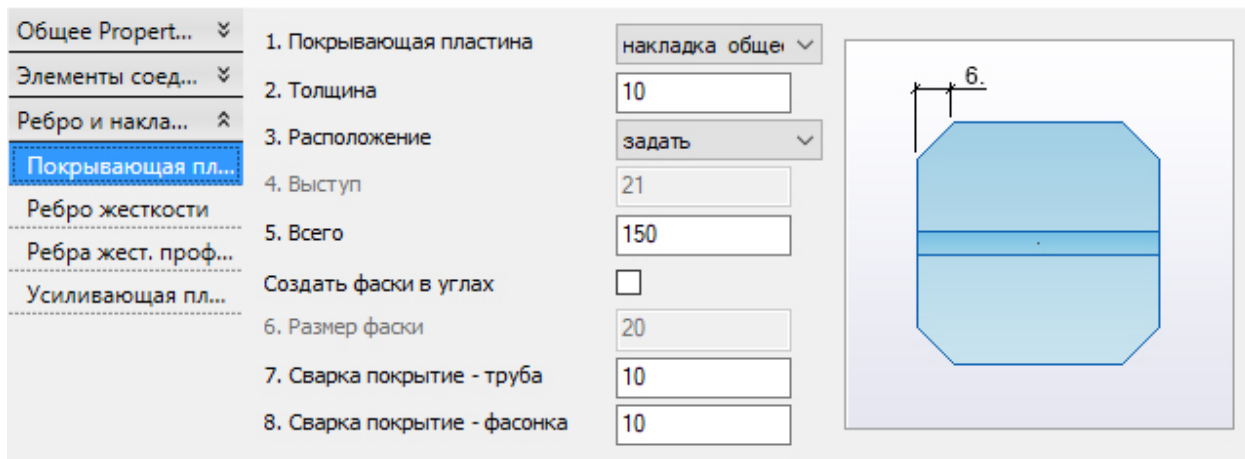 Общее Propert...
Элементы соед...
Ребро и накла...
Покрывающая пл...
Ребро жесткости
Ребра жест. проф...
Усиливающая пл...
1. Покрывающая пластина
накладка общей
2. Толщина
10
3. Расположение
задать
4. Выступ
21
5. Всего
150
Создать фаски в углах
6. Размер фаски
20
7. Сварка покрытие - труба
10
8. Сварка покрытие - фасонка
10
6.